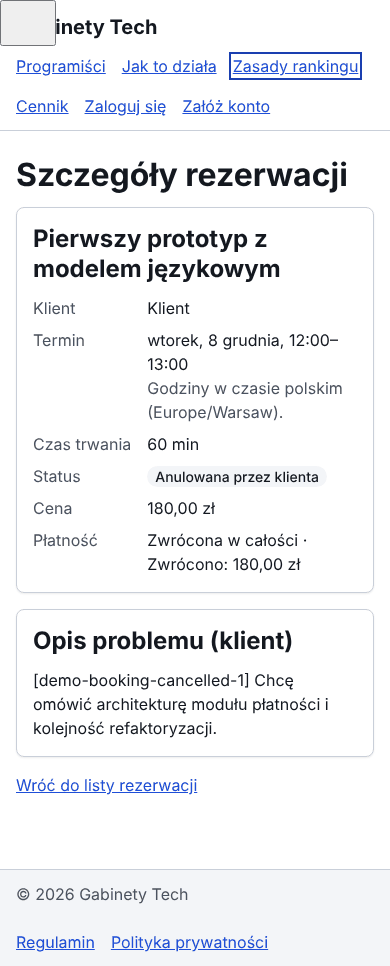 inety Tech
Programiści Jak to działa Zasady rankingu
Cennik Zaloguj się Załóż konto
Szczegóły rezerwacji
Pierwszy prototyp z
modelem językowym
Klient Klient
Termin wtorek, 8 grudnia, 12:00–
13:00
Godziny w czasie polskim
(Europe/Warsaw).
Czas trwania 60 min
Status Anulowana przez klienta
Cena 180,00 zł
Płatność Zwrócona w całości ·
Zwrócono: 180,00 zł
Opis problemu (klient)
[demo-booking-cancelled-1] Chcę
omówić architekturę modułu płatności i
kolejność refaktoryzacji.
Wróć do listy rezerwacji
© 2026 Gabinety Tech
Regulamin Polityka prywatności